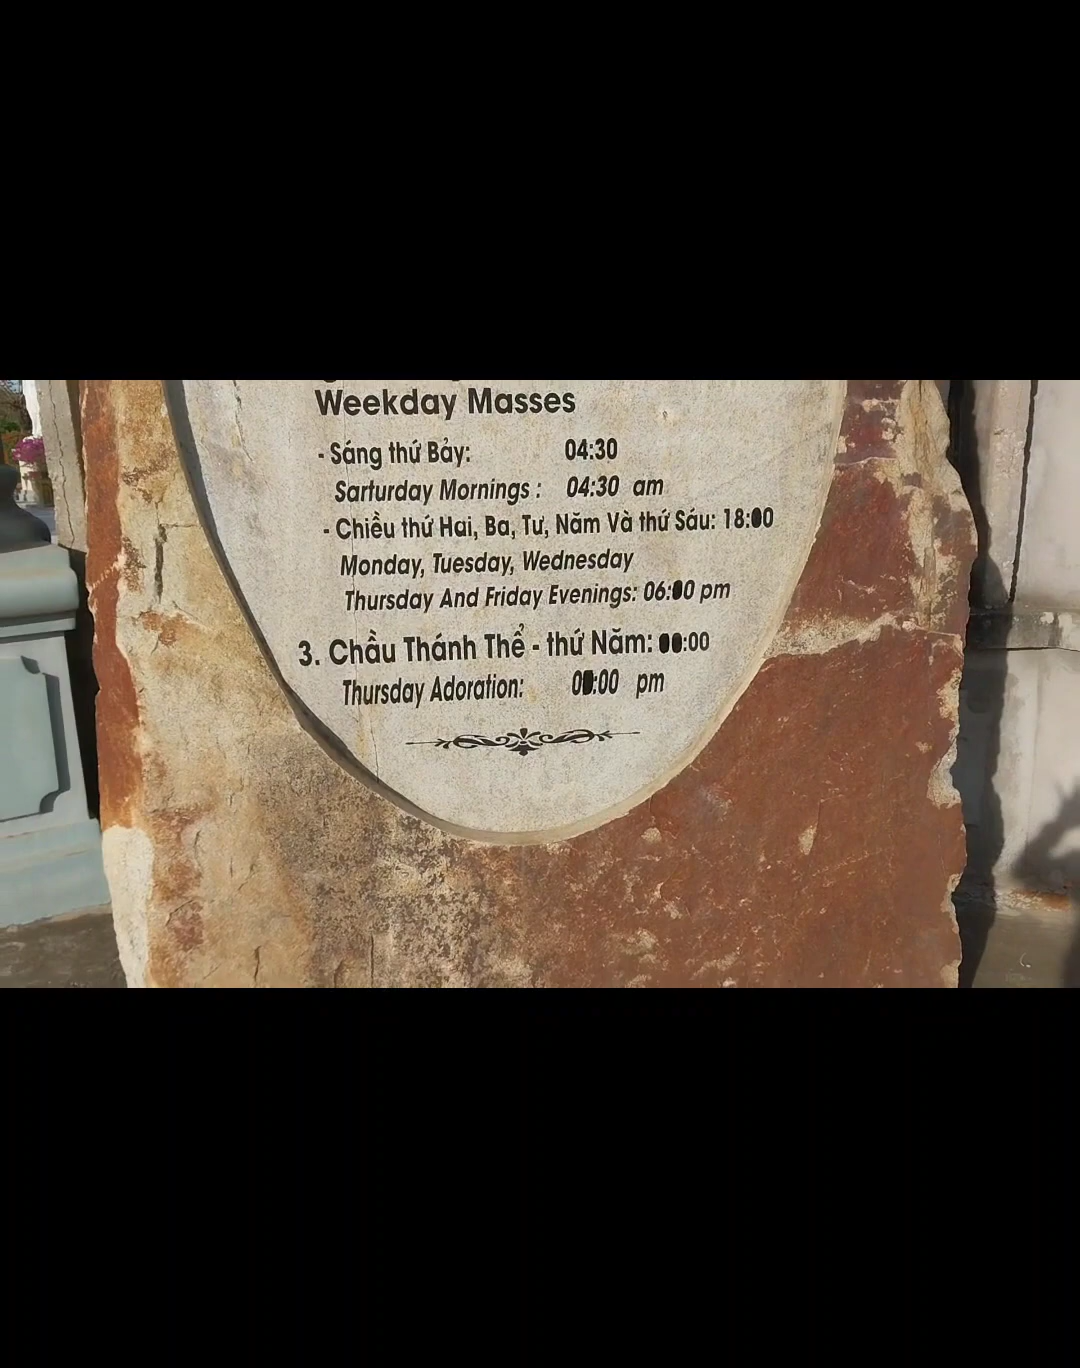 Weekday Masses
- Sáng thứ Bảy: 04:30
Sarturday Mornings : 04:30 am
- Chiều thứ Hai, Ba, Tư, Năm Và thứ Sáu:
Monday, Tuesday, Wednesday
Thursday And Friday Evenings: pm
3. Chầu Thánh Thể - thứ Năm:
Thursday Adoration: pm